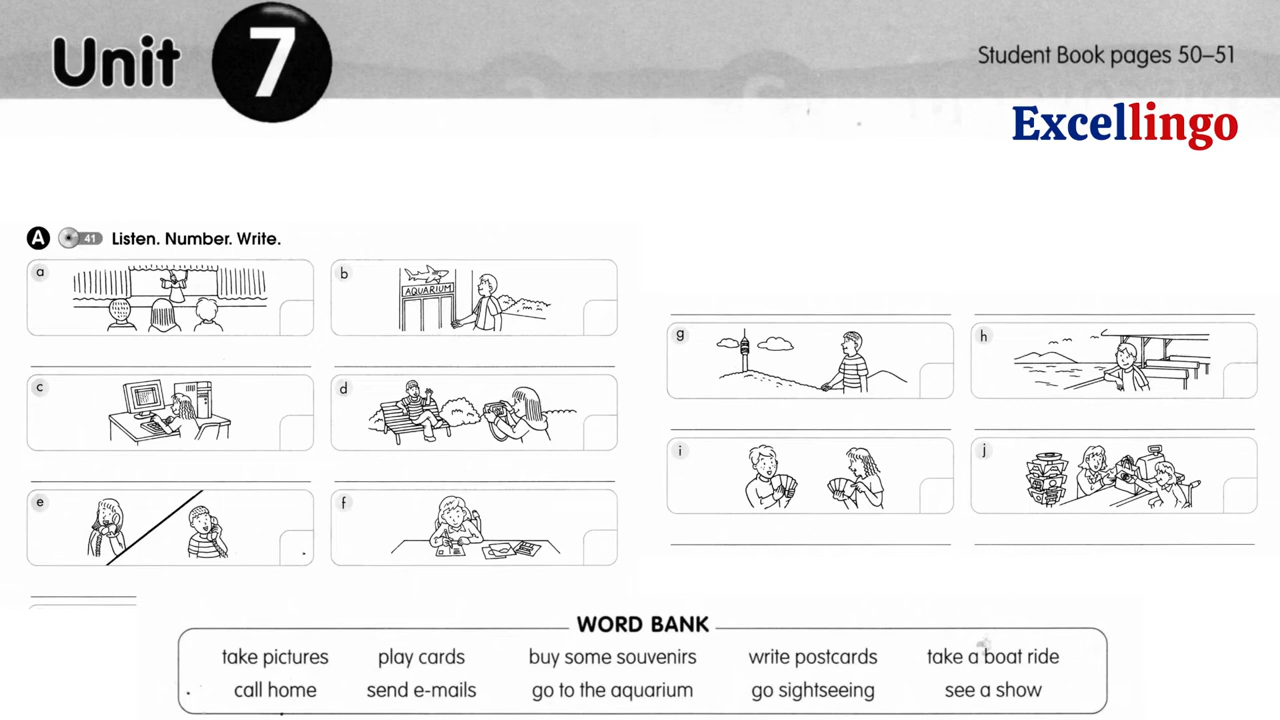 Unit 7
Student Book pages 50–51
Excellingo
A 41 Listen. Number. Write.
a
b
AQUARIUM
c
d
e
f
g
h
i
j
WORD BANK
take pictures play cards buy some souvenirs write postcards take a boat ride
call home send e-mails go to the aquarium go sightseeing see a show